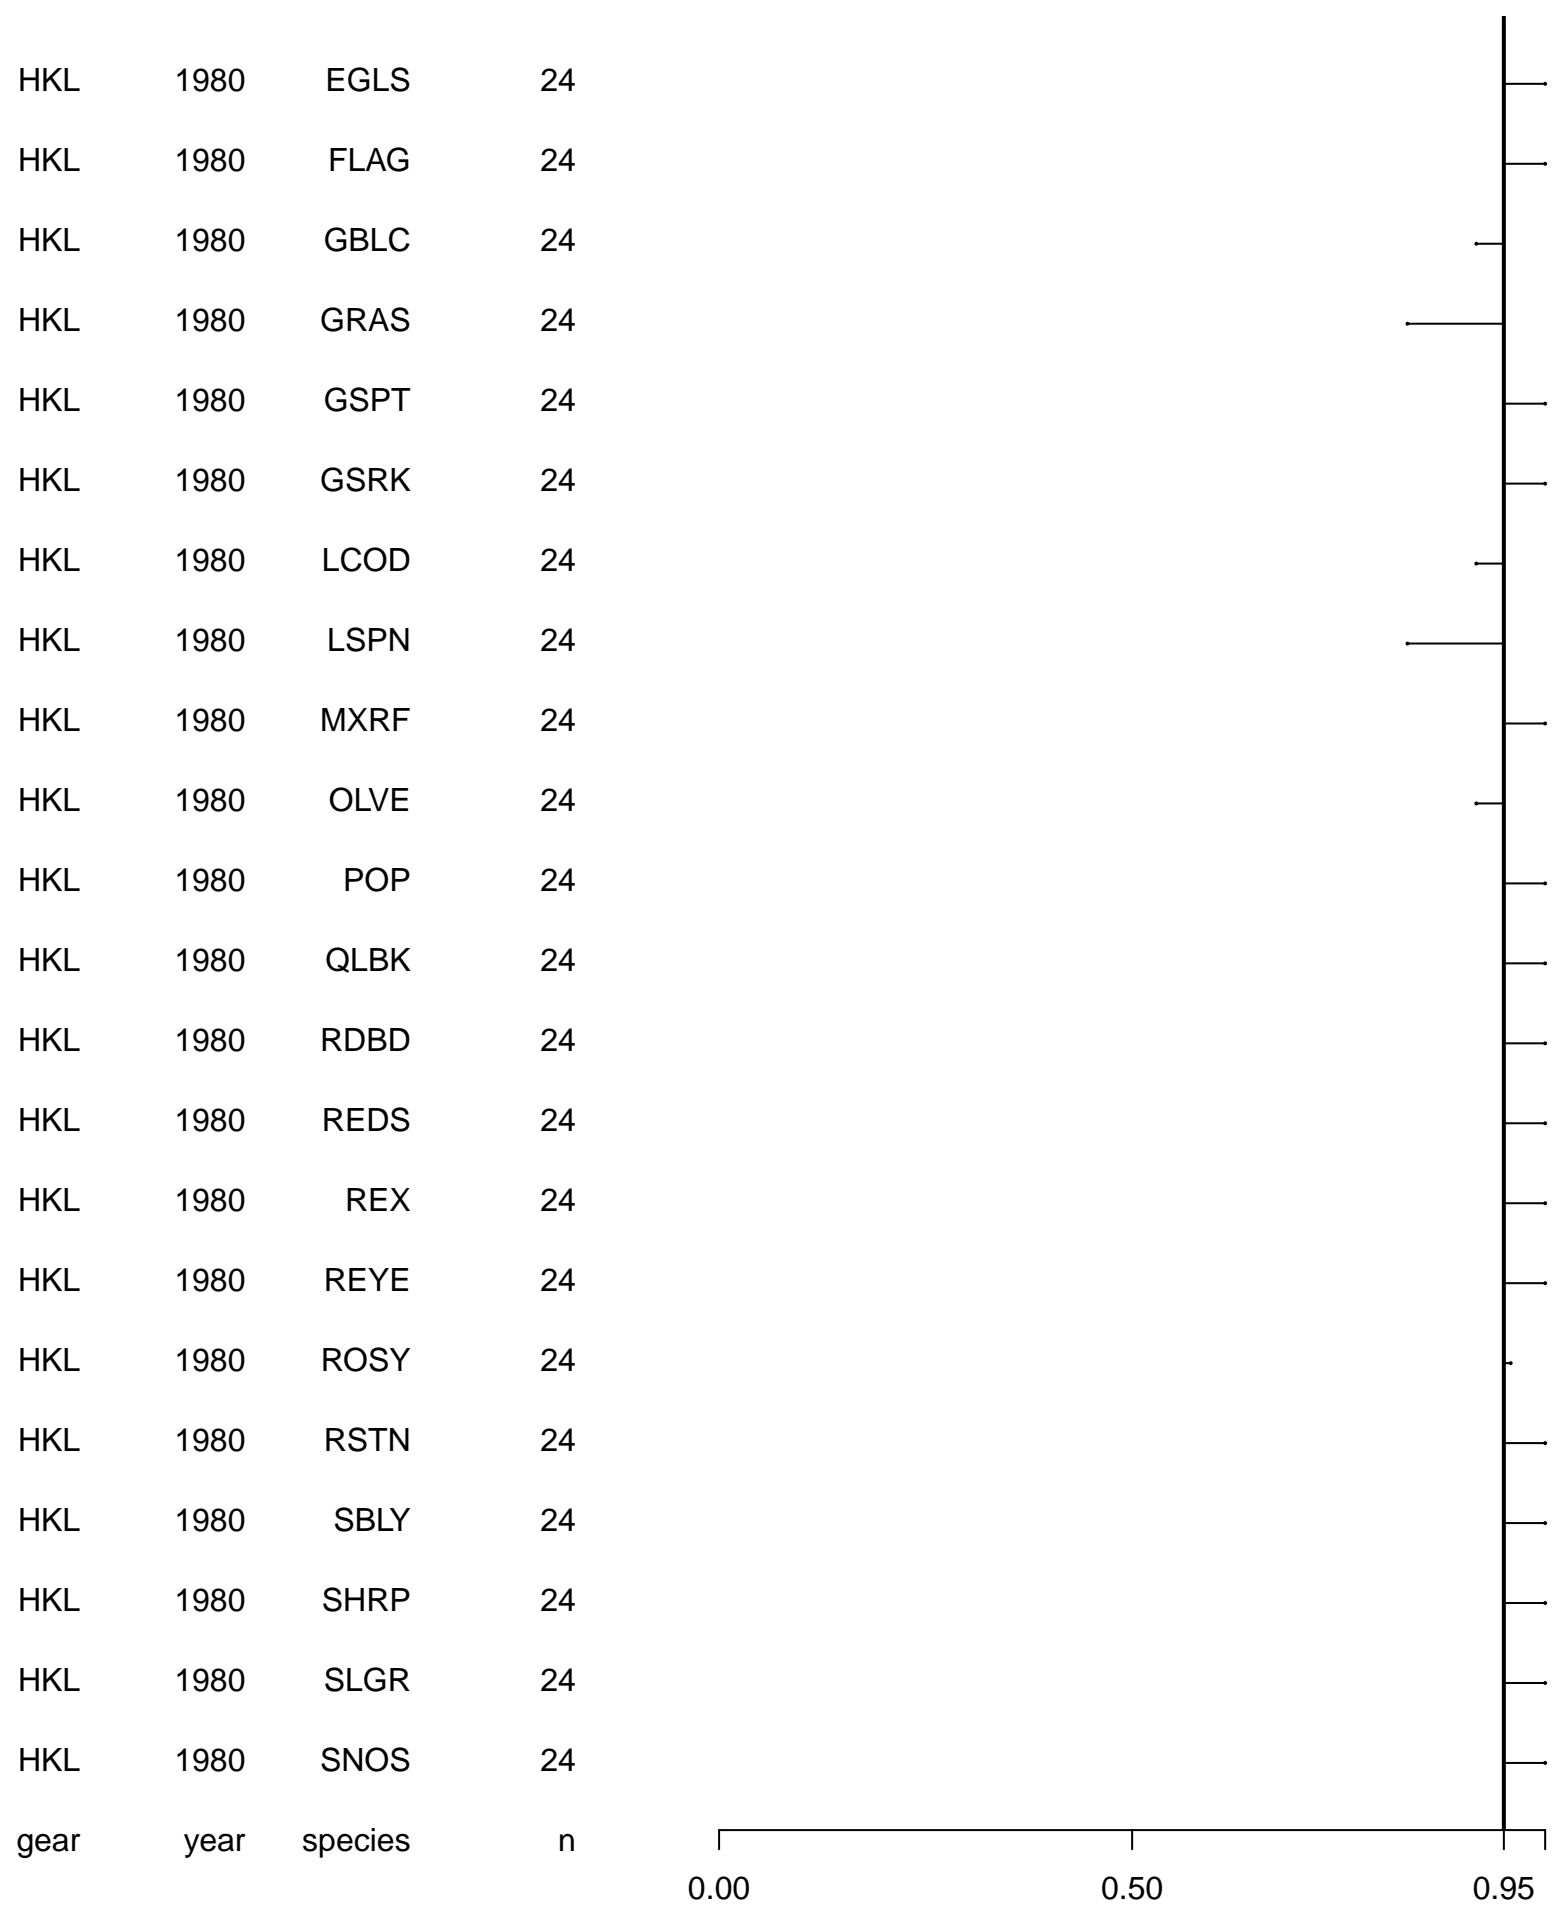 HKL 1980 EGLS 24
HKL 1980 FLAG 24
HKL 1980 GBLC 24
HKL 1980 GRAS 24
HKL 1980 GSPT 24
HKL 1980 GSRK 24
HKL 1980 LCOD 24
HKL 1980 LSPN 24
HKL 1980 MXRF 24
HKL 1980 OLVE 24
HKL 1980 POP 24
HKL 1980 QLBK 24
HKL 1980 RDBD 24
HKL 1980 REDS 24
HKL 1980 REX 24
HKL 1980 REYE 24
HKL 1980 ROSY 24
HKL 1980 RSTN 24
HKL 1980 SBLY 24
HKL 1980 SHRP 24
HKL 1980 SLGR 24
HKL 1980 SNOS 24
gear year species n
0.00 0.50 0.95